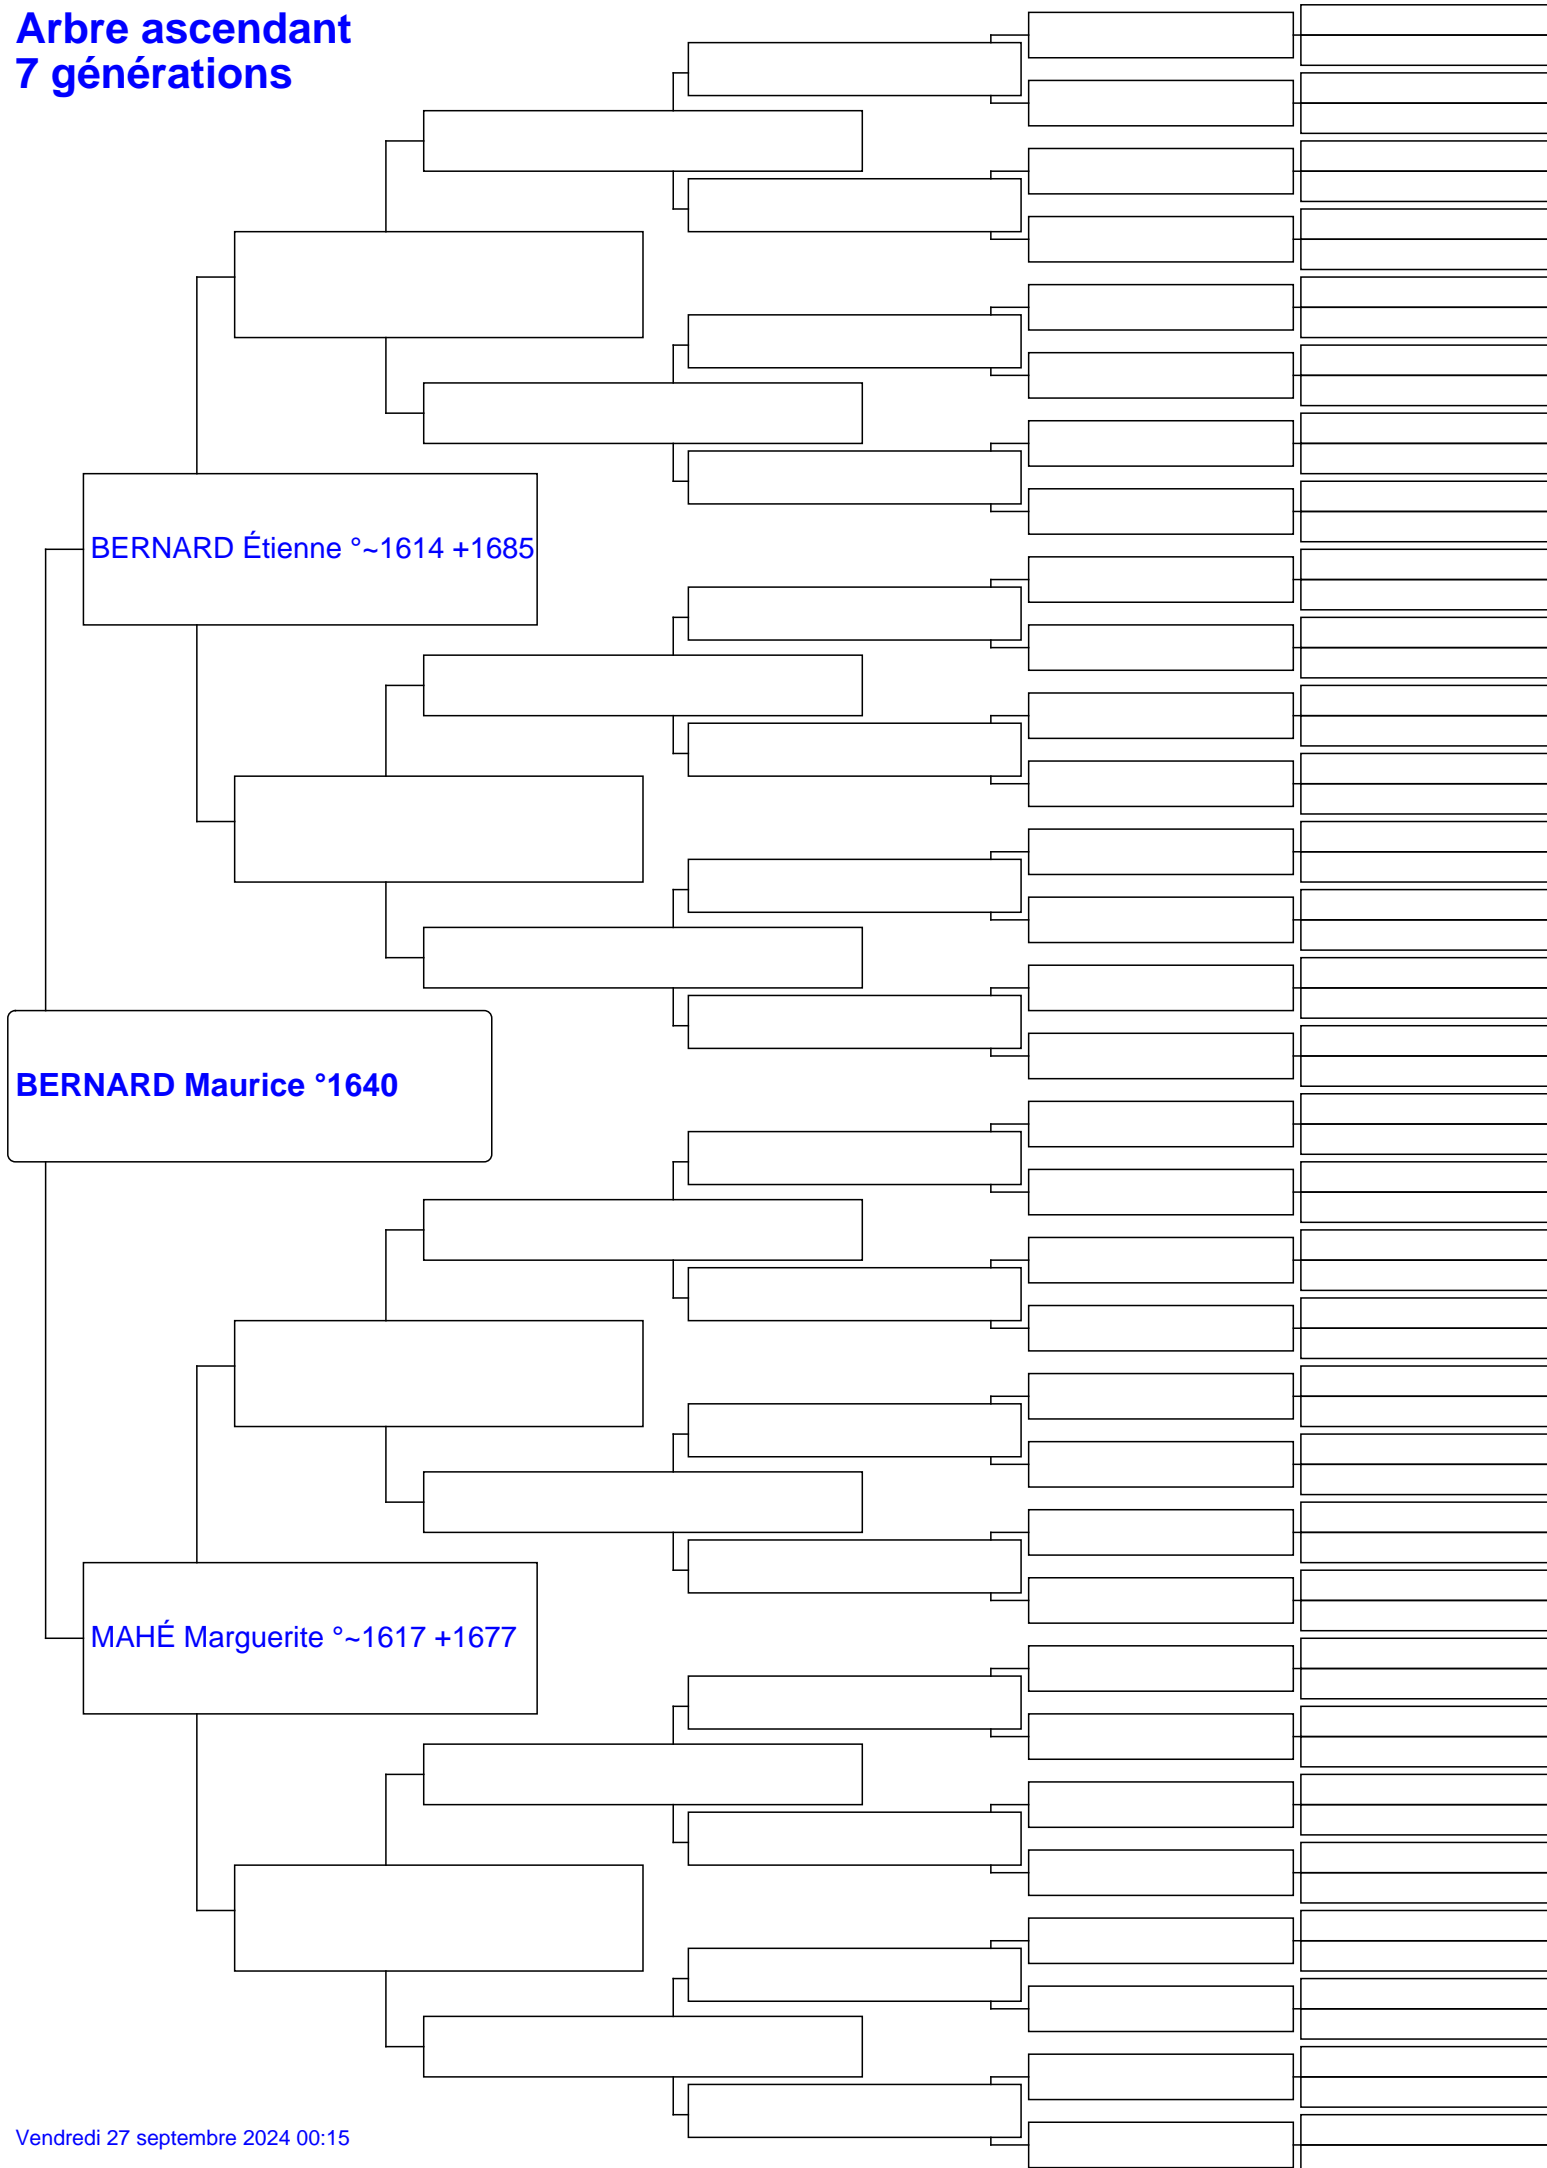 Arbre ascendant
7 générations
BERNARD Étienne °~1614 +1685
BERNARD Maurice °1640
MAHÉ Marguerite °~1617 +1677
Vendredi 27 septembre 2024 00:15